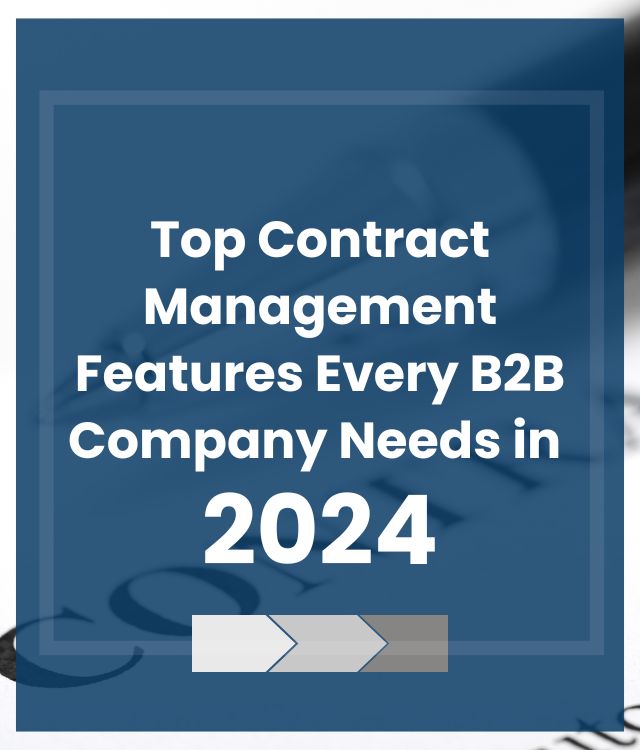 Top Contract
Management
Features Every B2B
Company Needs in
2024